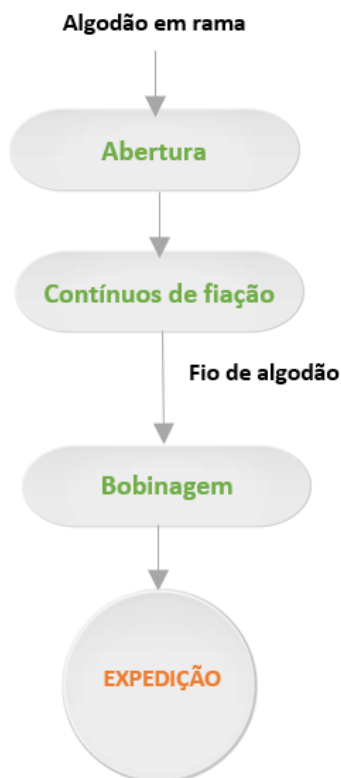 Algodão em rama
Abertura
Contínuos de fiação
Fio de algodão
Bobinagem
EXPEDIÇÃO